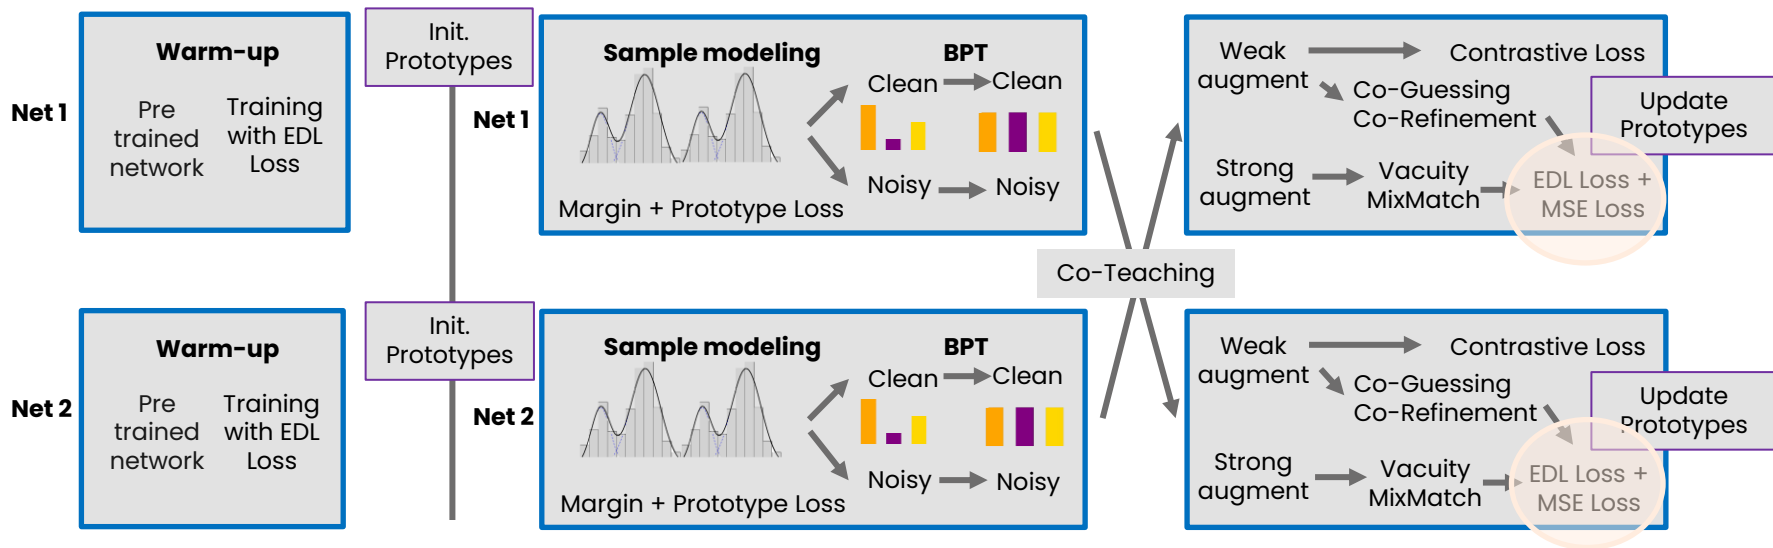 Net 1
Warm-up
Pre
trained
network
Training
with EDL
Loss
Init.
Prototypes
Net 1
Sample modeling
BPT
Clean
Clean
Noisy
Noisy
Margin + Prototype Loss
Weak
augment
Contrastive Loss
Co-Guessing
Co-Refinement
Update
Prototypes
Strong
augment
Vacuity
MixMatch
EDL Loss +
MSE Loss
Co-Teaching
Net 2
Warm-up
Pre
trained
network
Training
with EDL
Loss
Init.
Prototypes
Net 2
Sample modeling
BPT
Clean
Clean
Noisy
Noisy
Margin + Prototype Loss
Weak
augment
Contrastive Loss
Co-Guessing
Co-Refinement
Update
Prototypes
Strong
augment
Vacuity
MixMatch
EDL Loss +
MSE Loss